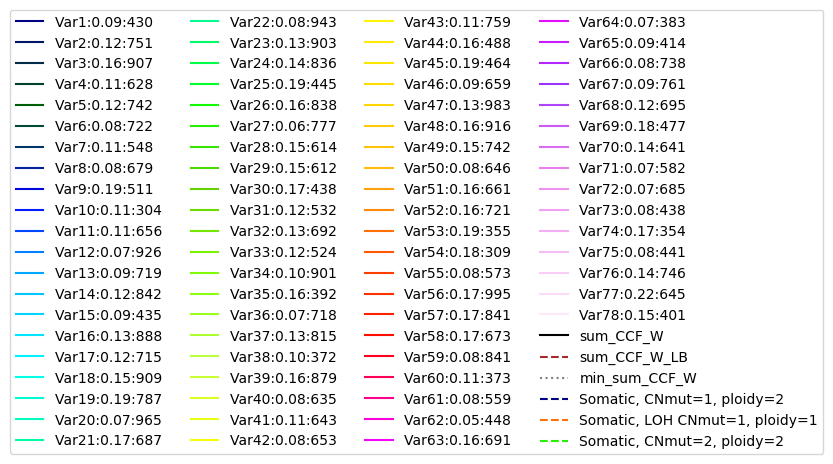 Var1:0.09:430
Var2:0.12:751
Var3:0.16:907
Var4:0.11:628
Var5:0.12:742
Var6:0.08:722
Var7:0.11:548
Var8:0.08:679
Var9:0.19:511
Var10:0.11:304
Var11:0.11:656
Var12:0.07:926
Var13:0.09:719
Var14:0.12:842
Var15:0.09:435
Var16:0.13:888
Var17:0.12:715
Var18:0.15:909
Var19:0.19:787
Var20:0.07:965
Var21:0.17:687
Var22:0.08:943
Var23:0.13:903
Var24:0.14:836
Var25:0.19:445
Var26:0.16:838
Var27:0.06:777
Var28:0.15:614
Var29:0.15:612
Var30:0.17:438
Var31:0.12:532
Var32:0.13:692
Var33:0.12:524
Var34:0.10:901
Var35:0.16:392
Var36:0.07:718
Var37:0.13:815
Var38:0.10:372
Var39:0.16:879
Var40:0.08:635
Var41:0.11:643
Var42:0.08:653
Var43:0.11:759
Var44:0.16:488
Var45:0.19:464
Var46:0.09:659
Var47:0.13:983
Var48:0.16:916
Var49:0.15:742
Var50:0.08:646
Var51:0.16:661
Var52:0.16:721
Var53:0.19:355
Var54:0.18:309
Var55:0.08:573
Var56:0.17:995
Var57:0.17:841
Var58:0.17:673
Var59:0.08:841
Var60:0.11:373
Var61:0.08:559
Var62:0.05:448
Var63:0.16:691
Var64:0.07:383
Var65:0.09:414
Var66:0.08:738
Var67:0.09:761
Var68:0.12:695
Var69:0.18:477
Var70:0.14:641
Var71:0.07:582
Var72:0.07:685
Var73:0.08:438
Var74:0.17:354
Var75:0.08:441
Var76:0.14:746
Var77:0.22:645
Var78:0.15:401
sum_CCF_W
sum_CCF_W_LB
min_sum_CCF_W
Somatic, CNmut=1, ploidy=2
Somatic, LOH CNmut=1, ploidy=1
Somatic, CNmut=2, ploidy=2